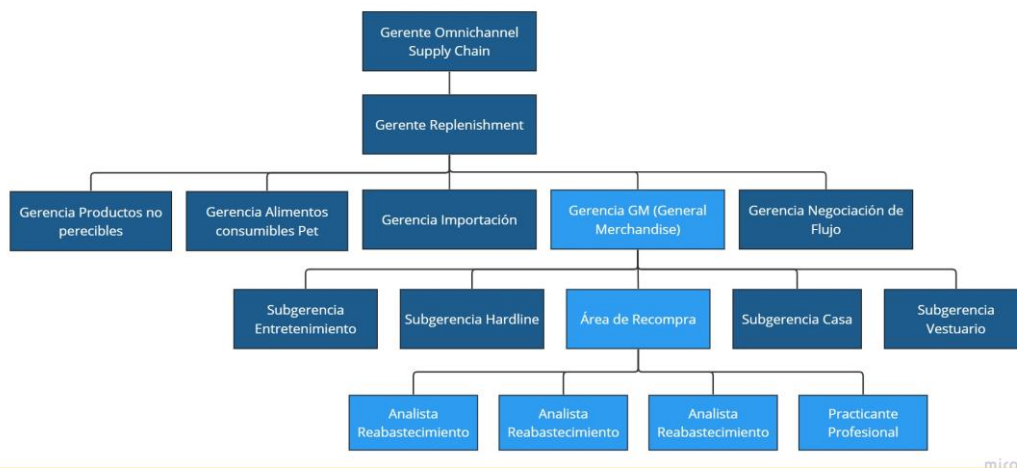 Gerente Omnichannel
Supply Chain
Gerente Replenishment
Gerencia Productos no
perecibles
Gerencia Alimentos
consumibles Pet
Gerencia Importación
Gerencia GM (General
Merchandise)
Gerencia Negociación de
Flujo
Subgerencia
Entretenimiento
Subgerencia Hardline
Área de Recompra
Subgerencia Casa
Subgerencia
Vestuario
Analista
Reabastecimiento
Analista
Reabastecimiento
Analista
Reabastecimiento
Practicante
Profesional
miro